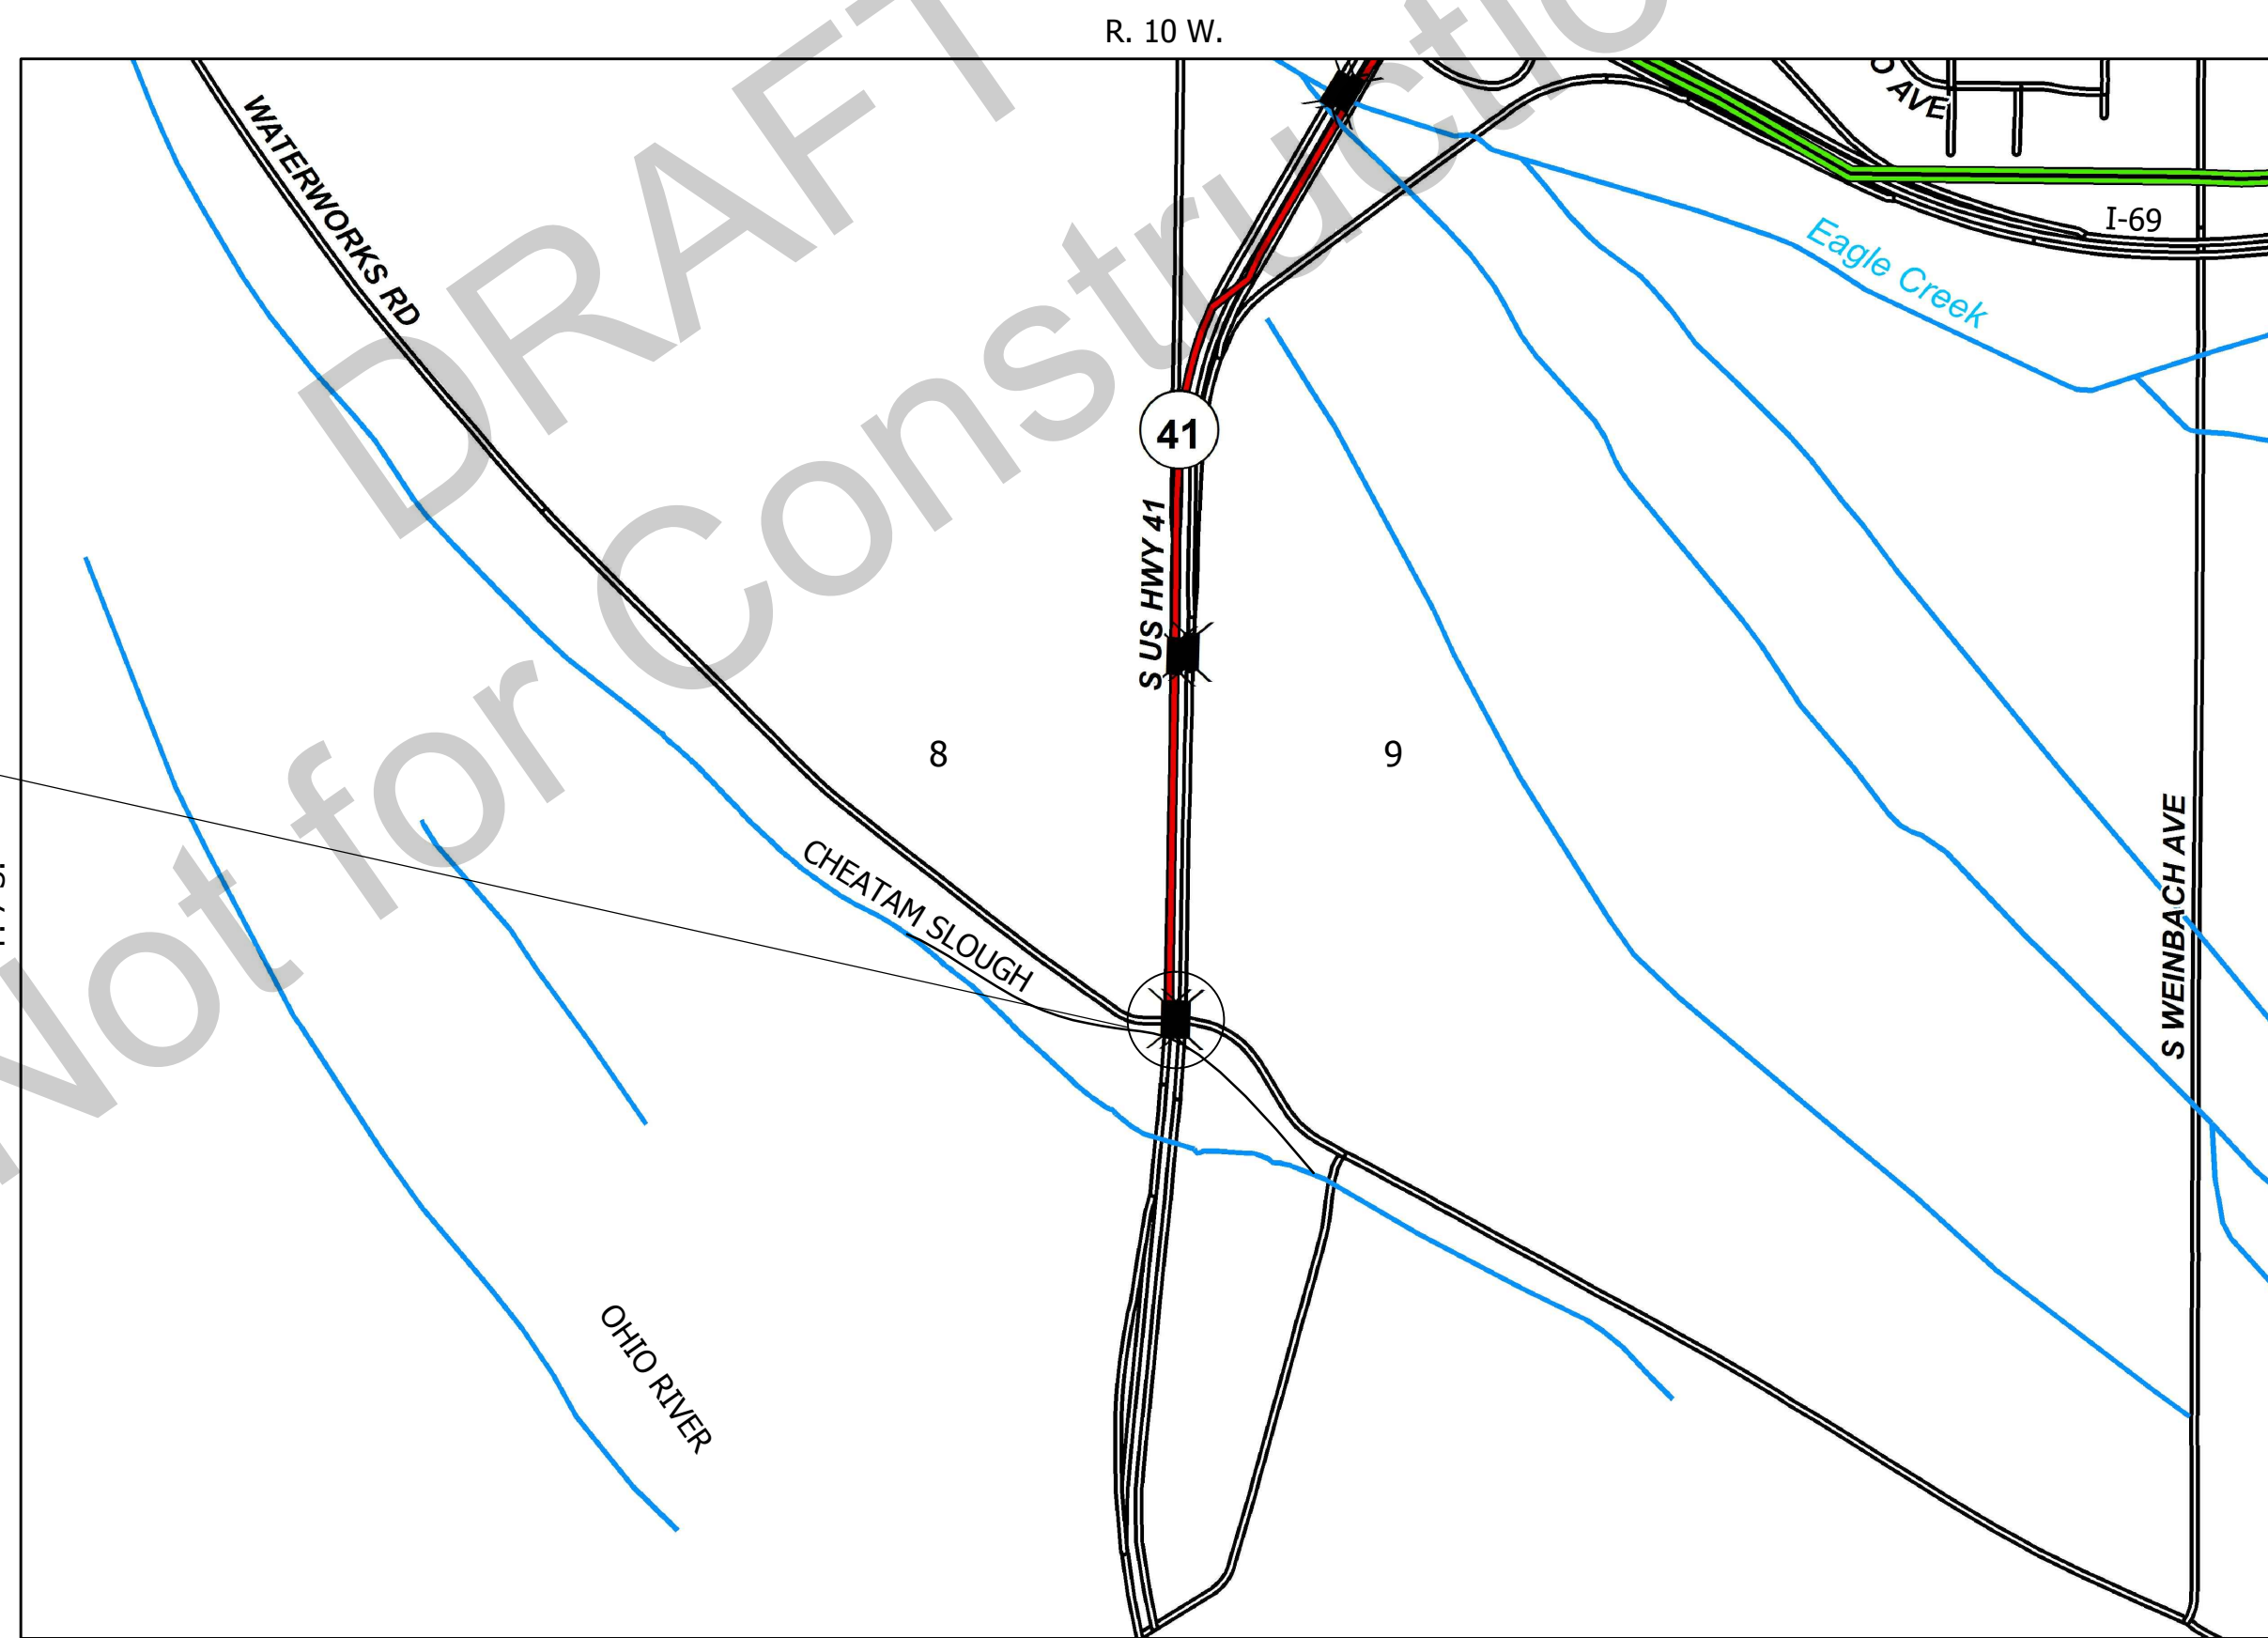 R. 10 W.
DRAFT
Not for Constructio
WATERWORKS RD
O AVE
I-69
Eagle Creek
41
S US HWY 41
8
9
CHEATAM SLOUGH
S WEINBACH AVE
OHIO RIVER